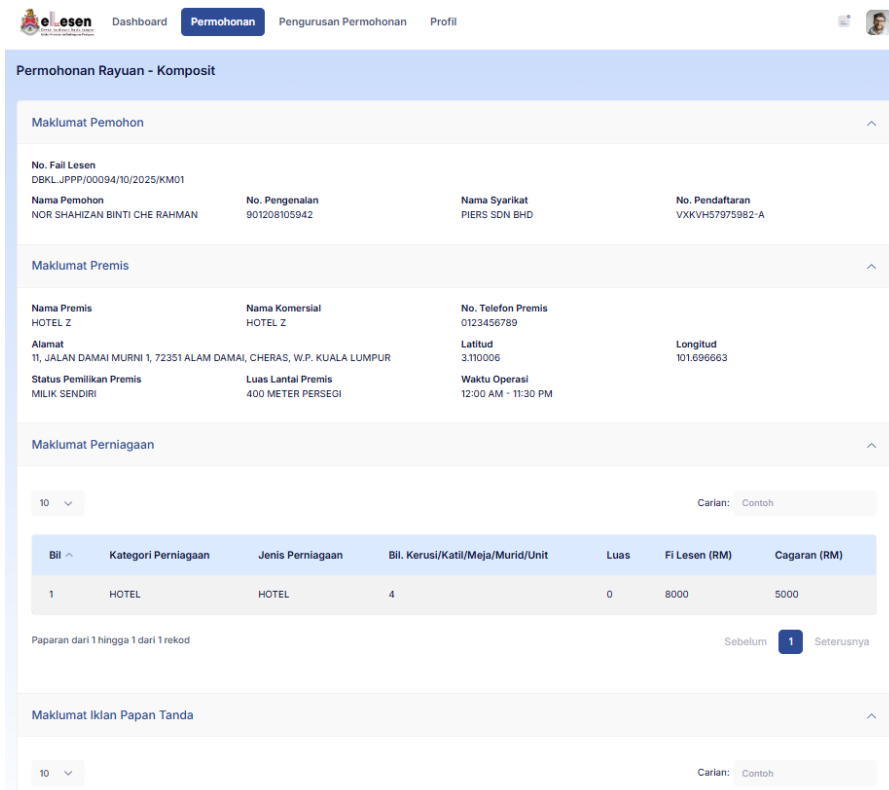 eLesen
Dashboard
Permohonan
Pengurusan Permohonan
Profil
Permohonan Rayuan - Komposit
Maklumat Pemohon
No. Fail Lesen
DBKL.JPPP/00094/10/2025/KM01
Nama Pemohon No. Pengenalan Nama Syarikat No. Pendaftaran
NOR SHAHIZAN BINTI CHE RAHMAN 901208105942 PIERS SDN BHD VXKVH57975982-A
Maklumat Premis
Nama Premis Nama Komersial No. Telefon Premis
HOTEL Z HOTEL Z 0123456789
Alamat Latitud Longitud
11, JALAN DAMAI MURNI 1, 72351 ALAM DAMAI, CHERAS, W.P. KUALA LUMPUR 3.110006 101.696663
Status Pemilikan Premis Luas Lantai Premis Waktu Operasi
MILIK SENDIRI 400 METER PERSEGI 12:00 AM - 11:30 PM
Maklumat Perniagaan
10 Carian: Contoh
Bil Kategori Perniagaan Jenis Perniagaan Bil. Kerusi/Katil/Meja/Murid/Unit Luas Fi Lesen (RM) Cagaran (RM)
1 HOTEL HOTEL 4 0 8000 5000
Paparan dari 1 hingga 1 dari 1 rekod Sebelum 1 Seterusnya
Maklumat Iklan Papan Tanda
10 Carian: Contoh